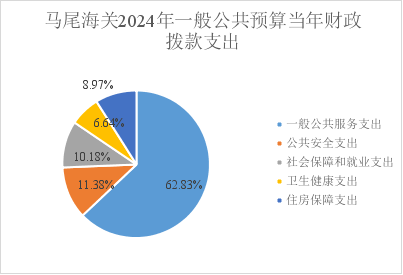 马尾海关2024年一般公共预算当年财政
拨款支出
8.97%
6.64%
10.18%
11.38%
62.83%
一般公共服务支出
公共安全支出
社会保障和就业支出
卫生健康支出
住房保障支出